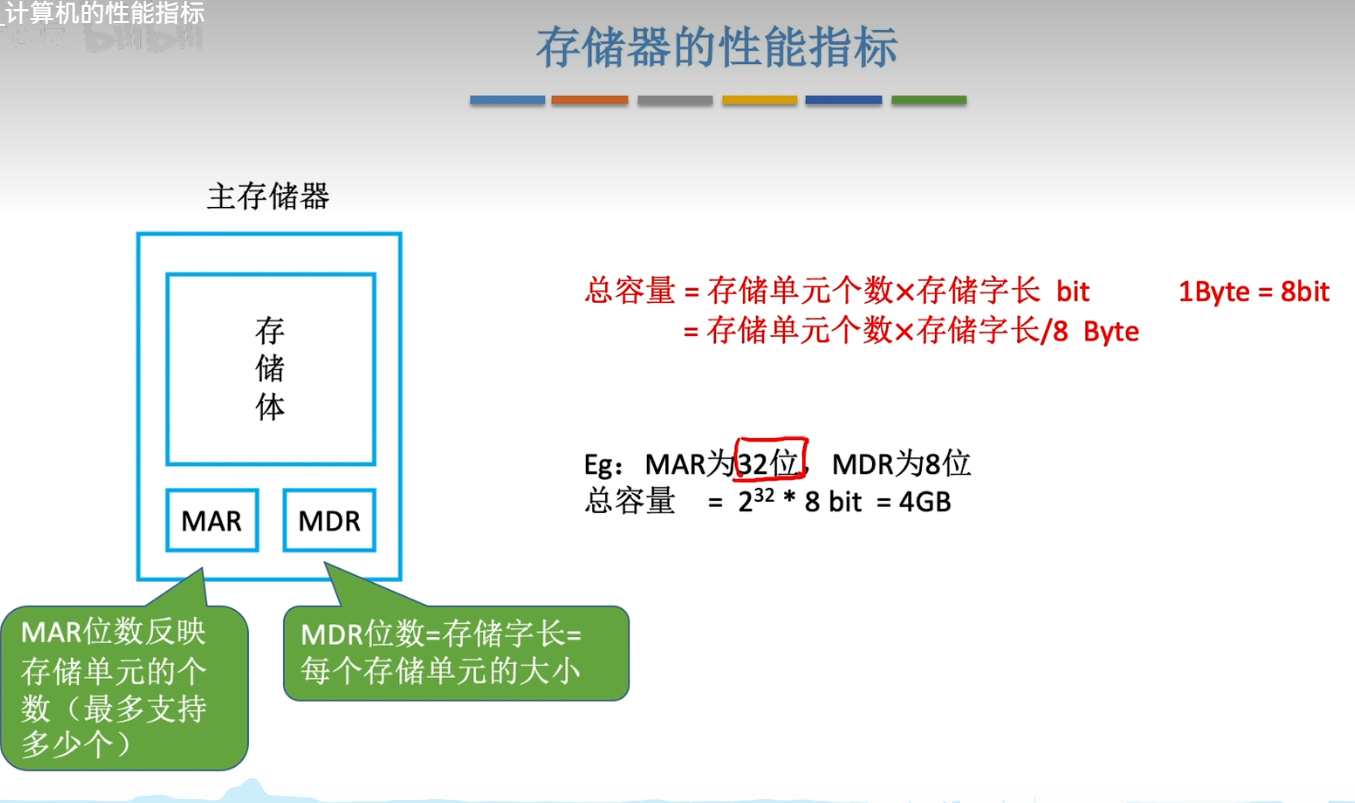 _计算机的性能指标
存储器的性能指标
主存储器
存
储
体
MAR
MDR
MAR位数反映
存储单元的个
数（最多支持
多少个）
MDR位数=存储字长=
每个存储单元的大小
总容量 = 存储单元个数×存储字长 bit
1Byte = 8bit
= 存储单元个数×存储字长/8 Byte
Eg：MAR为32位，MDR为8位
总容量 = 2³² * 8 bit = 4GB